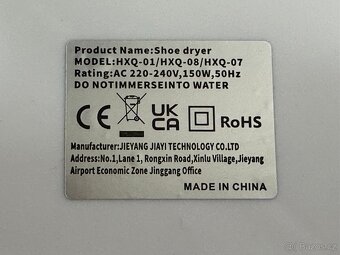 Product Name:Shoe dryer
MODEL:HXQ-01/HXQ-08/HXQ-07
Rating:AC 220-240V,150W,50Hz
DO NOTIMMERSEINTO WATER
CE UK CA RoHS
Manufacturer:JIEYANG JIAYI TECHNOLOGY CO.LTD
Address:No.1,Lane 1, Rongxin Road,Xinlu Village,Jieyang
Airport Economic Zone Jinggang Office
MADE IN CHINA